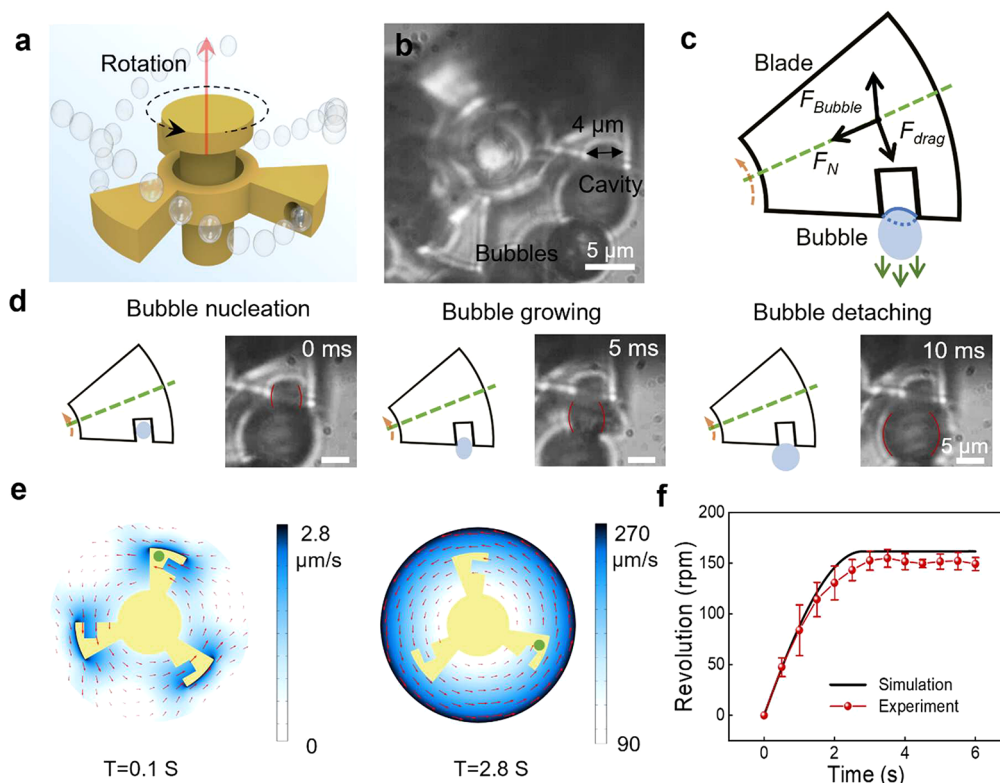 a
Rotation
b
4 μm
Cavity
Bubbles
5 μm
c
Blade
F_Bubble
F_drag
F_N
Bubble
d
Bubble nucleation
Bubble growing
Bubble detaching
0 ms
5 ms
10 ms
5 μm
e
2.8
μm/s
0
T=0.1 S
270
μm/s
90
T=2.8 S
f
Revolution (rpm)
200
150
100
50
0
Simulation
Experiment
0 2 4 6
Time (s)